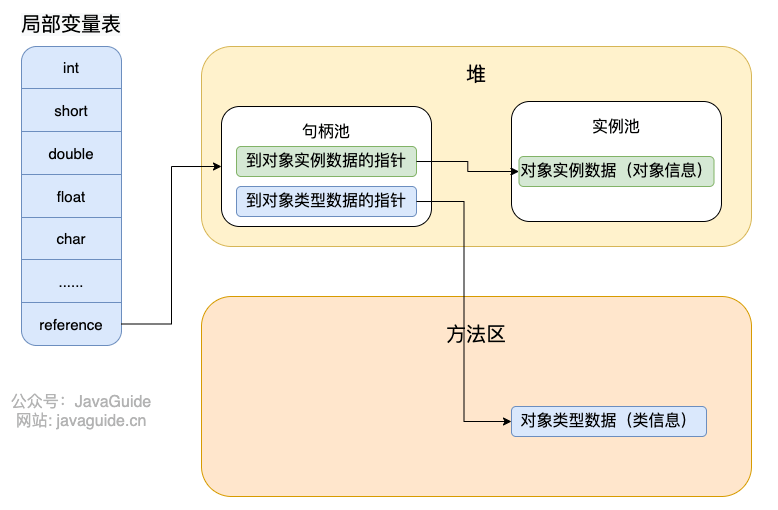 局部变量表
int
short
double
float
char
......
reference
堆
句柄池
到对象实例数据的指针
到对象类型数据的指针
实例池
对象实例数据（对象信息）
方法区
对象类型数据（类信息）
公众号：JavaGuide
网站: javaguide.cn